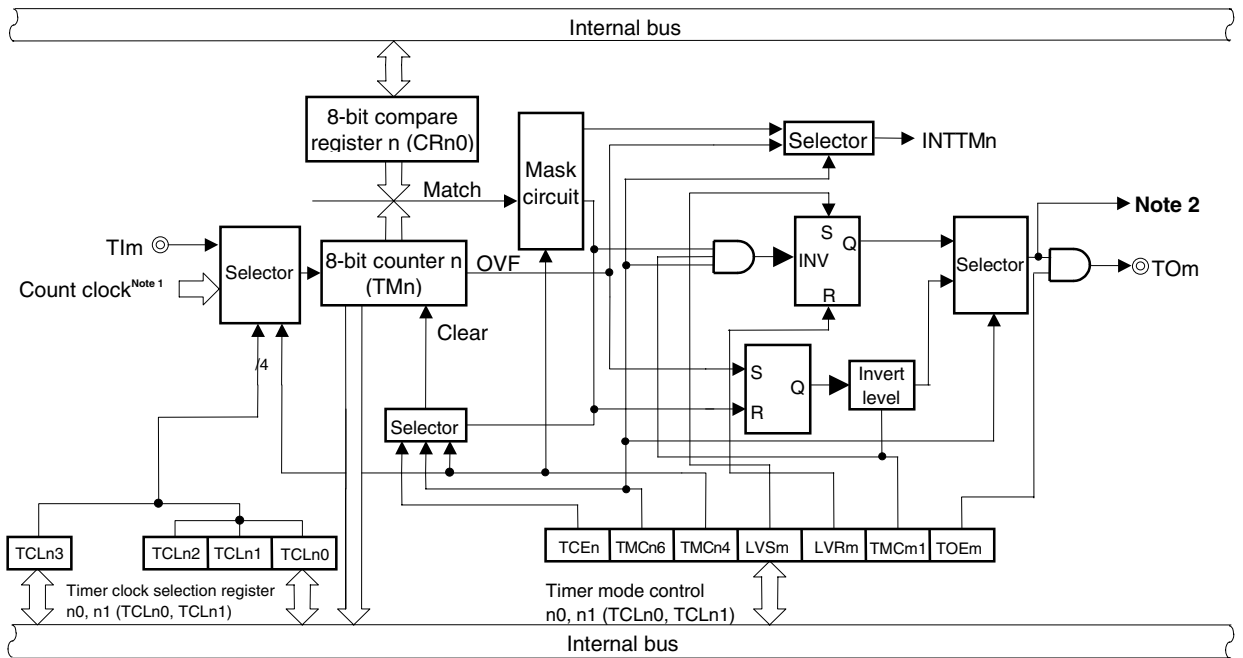 Internal bus
8-bit compare
register n (CRn0)
Match
Mask
circuit
Selector
INTTMn
Note 2
TIm
Count clock Note 1
Selector
8-bit counter n
(TMn)
OVF
Clear
S
INV
Q
R
Selector
TOm
/4
S
Q
R
Invert
level
Selector
TCLn3
TCLn2
TCLn1
TCLn0
TCEn
TMCn6
TMCn4
LVSm
LVRm
TMCm1
TOEm
Timer clock selection register
n0, n1 (TCLn0, TCLn1)
Timer mode control
n0, n1 (TCLn0, TCLn1)
Internal bus